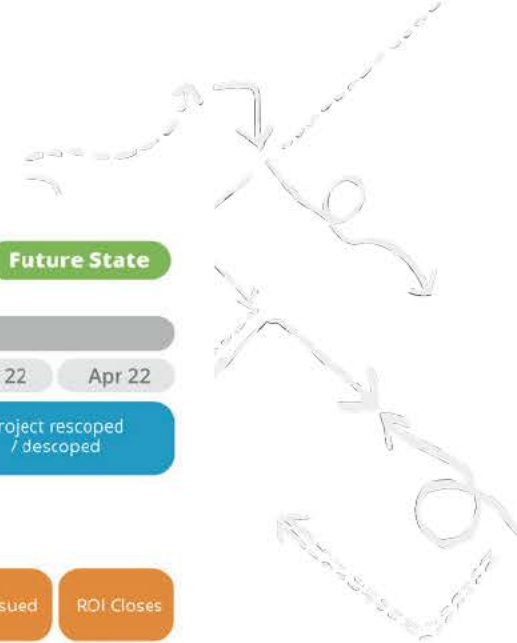 Future State
22
Apr 22
roject rescoped
/ descoped
sued
ROI Closes